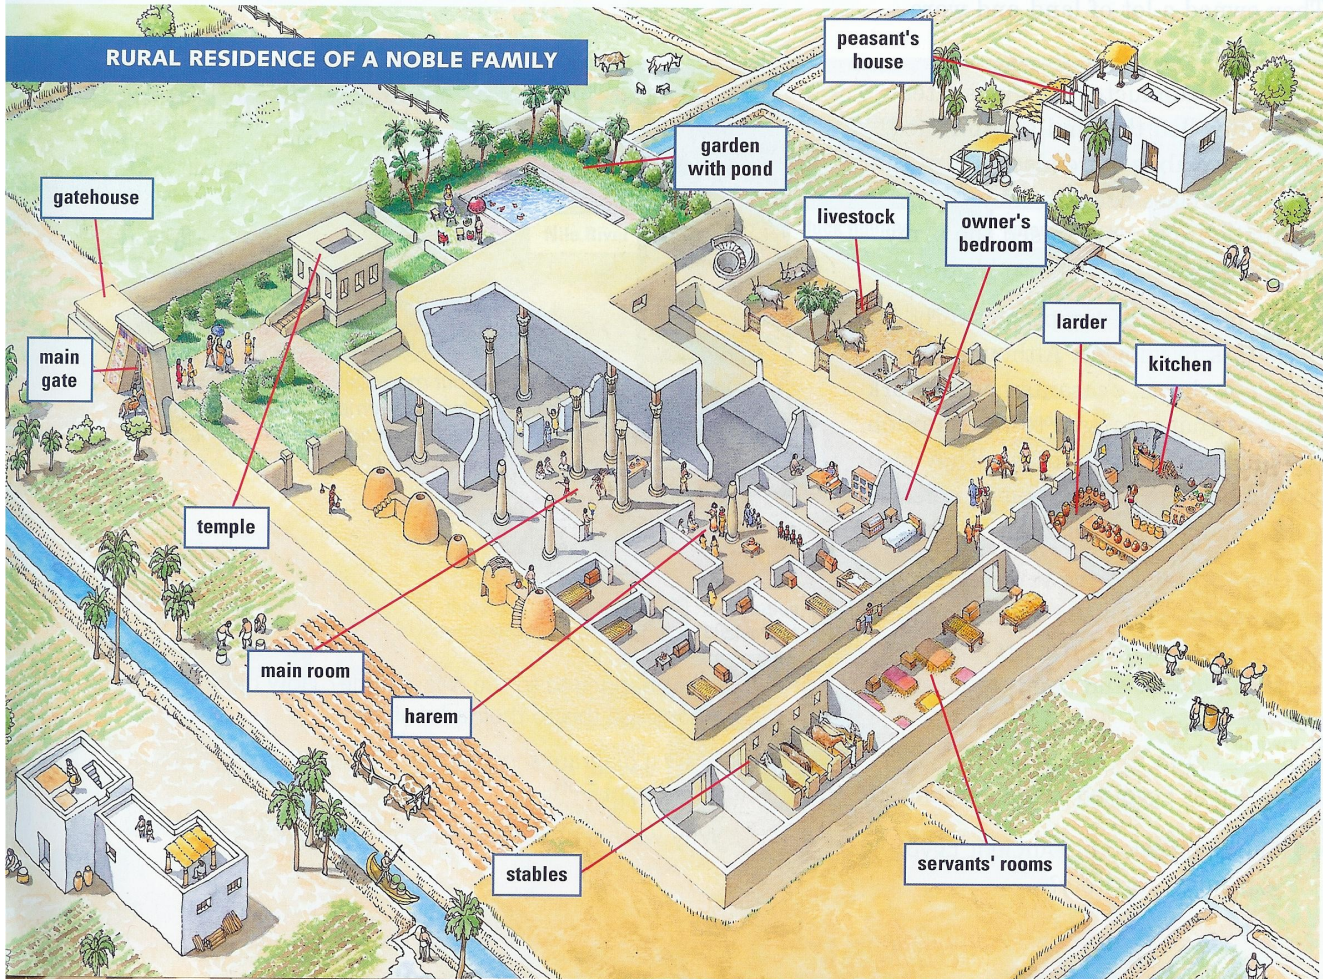 RURAL RESIDENCE OF A NOBLE FAMILY
peasant's
house
garden
with pond
gatehouse
livestock
owner's
bedroom
larder
main
gate
kitchen
temple
main room
harem
stables
servants' rooms